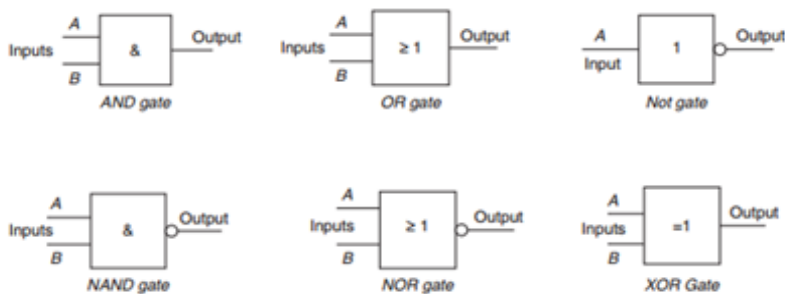 A
Inputs
B
&
Output
AND gate
A
Inputs
B
≥ 1
Output
OR gate
A
Input
1
Output
Not gate
A
Inputs
B
&
Output
NAND gate
A
Inputs
B
≥ 1
Output
NOR gate
A
Inputs
B
=1
Output
XOR Gate